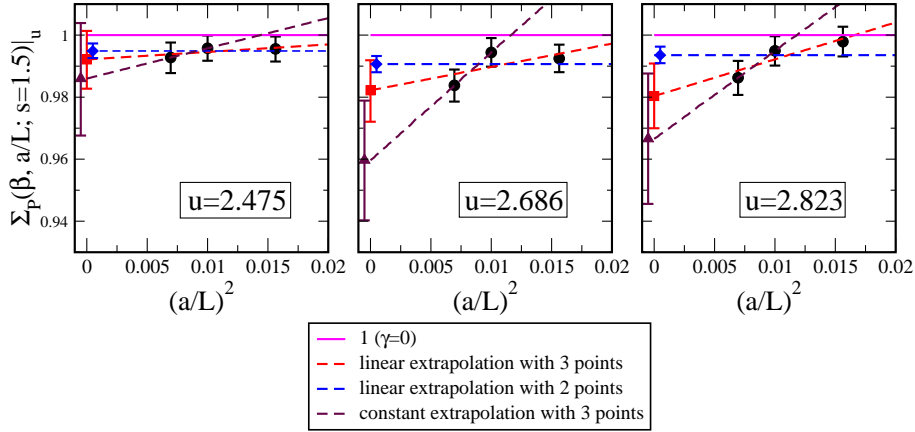 Σ_P(β, a/L; s=1.5)|_u
1
0.98
0.96
0.94
u=2.475
u=2.686
u=2.823
0 0.005 0.01 0.015 0.02
0 0.005 0.01 0.015 0.02
0 0.005 0.01 0.015 0.02
(a/L)²
(a/L)²
(a/L)²
1 (γ=0)
linear extrapolation with 3 points
linear extrapolation with 2 points
constant extrapolation with 3 points